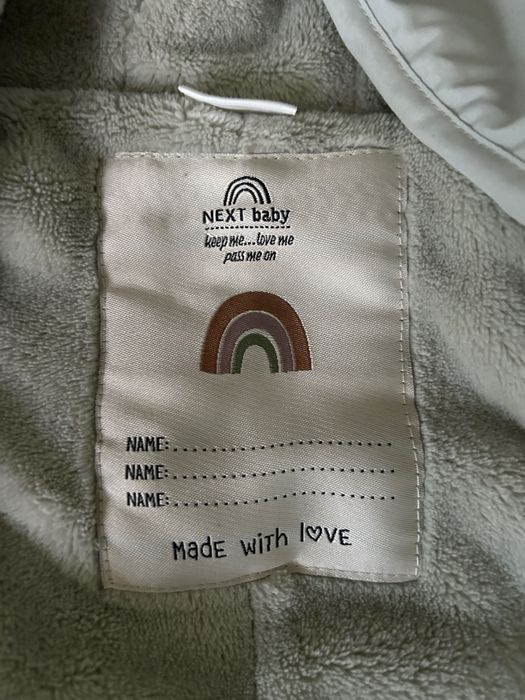 NEXT baby
keep me...love me
pass me on
NAME:..............................
NAME:..............................
NAME:..............................
Made with love